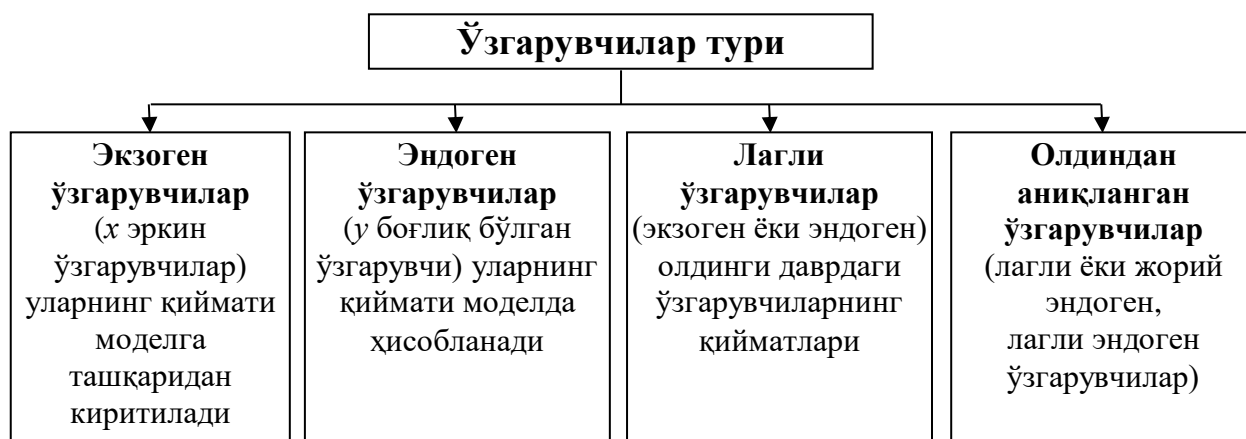 Ўзгарувчилар тури
Экзоген
ўзгарувчилар
(x эркин
ўзгарувчилар)
уларнинг қиймати
моделга
ташқаридан
киритилади
Эндоген
ўзгарувчилар
(y боғлиқ бўлган
ўзгарувчи) уларнинг
қиймати моделда
ҳисобланади
Лагли
ўзгарувчилар
(экзоген ёки эндоген)
олдинги даврдаги
ўзгарувчиларнинг
қийматлари
Олдиндан
аниқланган
ўзгарувчилар
(лагли ёки жорий
эндоген,
лагли эндоген
ўзгарувчилар)